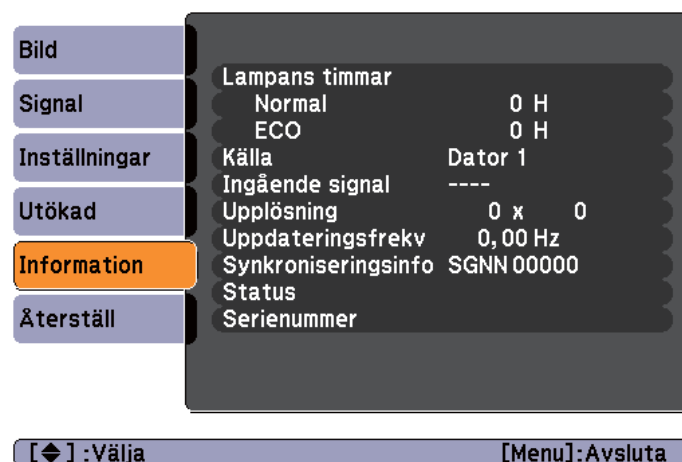 Bild
Signal
Inställningar
Utökad
Information
Återställ
Lampans timmar
Normal 0 H
ECO 0 H
Källa Dator 1
Ingående signal ----
Upplösning 0 x 0
Uppdateringsfrekv 0,00 Hz
Synkroniseringsinfo SGNN 00000
Status
Serienummer
[◆] :Välja [Menu]:Avsluta